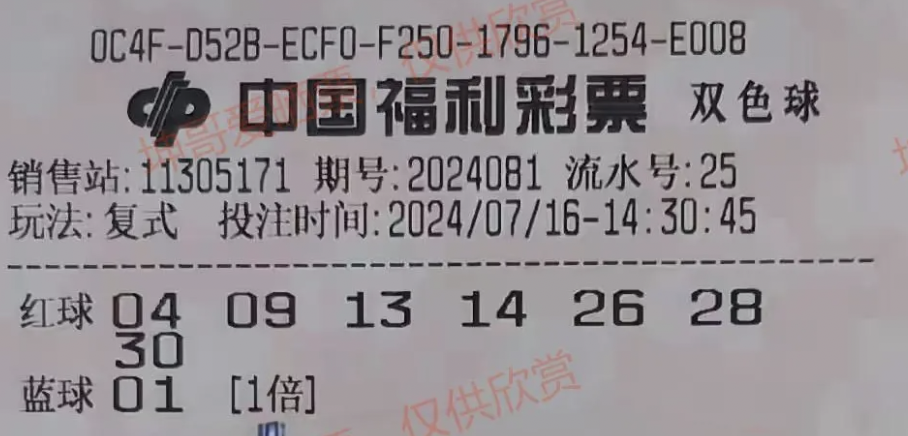 0C4F-D52B-ECF0-F250-1796-1254-E008
中国福利彩票 双色球
销售站:11305171 期号:2024081 流水号:25
玩法:复式 投注时间:2024/07/16-14:30:45
红球 04 09 13 14 26 28
30
蓝球 01 [1倍]
仅供欣赏
仅供欣赏